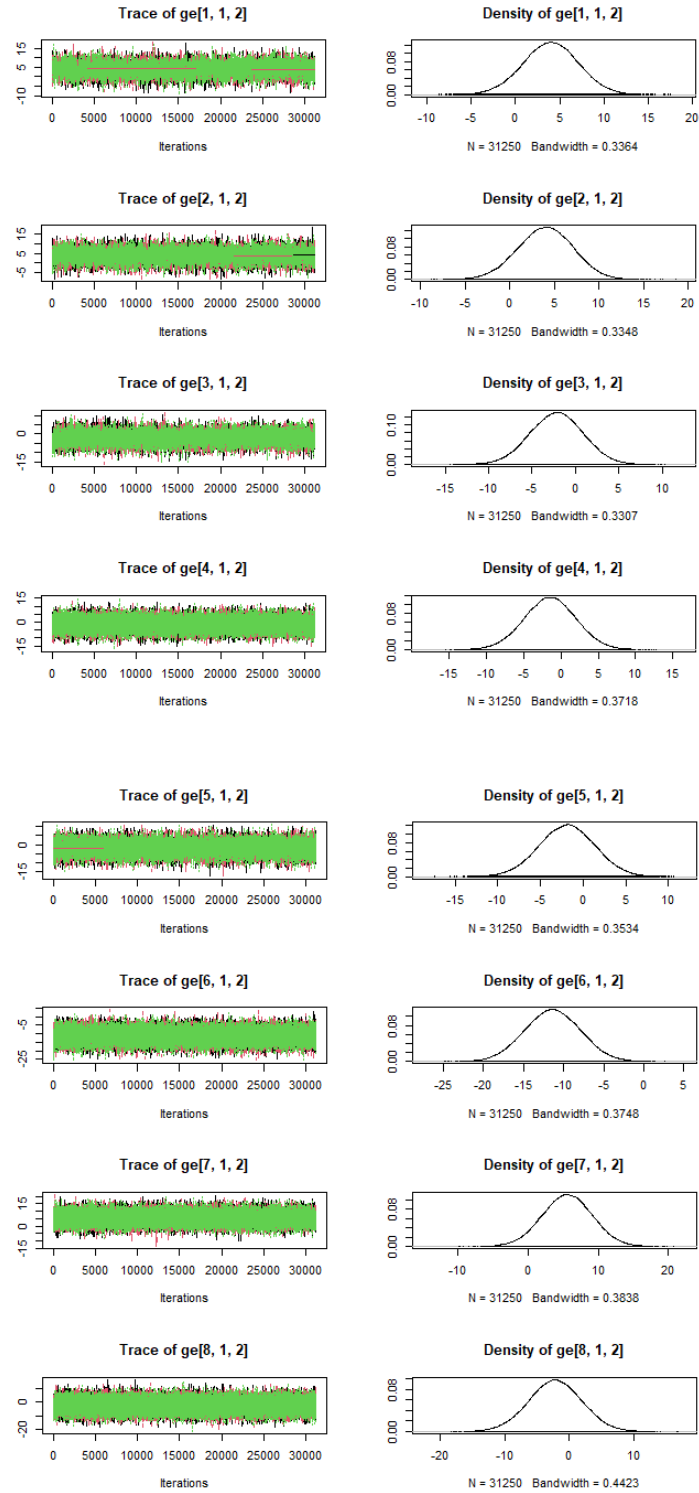 Trace of ge[1, 1, 2]
15
5
-10
0 5000 10000 15000 20000 25000 30000
Iterations
Density of ge[1, 1, 2]
0.08
0.00
-10 -5 0 5 10 15 20
N = 31250 Bandwidth = 0.3364
Trace of ge[2, 1, 2]
15
5
-5
0 5000 10000 15000 20000 25000 30000
Iterations
Density of ge[2, 1, 2]
0.08
0.00
-10 -5 0 5 10 15 20
N = 31250 Bandwidth = 0.3348
Trace of ge[3, 1, 2]
0
-15
0 5000 10000 15000 20000 25000 30000
Iterations
Density of ge[3, 1, 2]
0.10
0.00
-15 -10 -5 0 5 10
N = 31250 Bandwidth = 0.3307
Trace of ge[4, 1, 2]
15
0
-15
0 5000 10000 15000 20000 25000 30000
Iterations
Density of ge[4, 1, 2]
0.08
0.00
-15 -10 -5 0 5 10 15
N = 31250 Bandwidth = 0.3718
Trace of ge[5, 1, 2]
0
-15
0 5000 10000 15000 20000 25000 30000
Iterations
Density of ge[5, 1, 2]
0.08
0.00
-15 -10 -5 0 5 10
N = 31250 Bandwidth = 0.3534
Trace of ge[6, 1, 2]
-5
-25
0 5000 10000 15000 20000 25000 30000
Iterations
Density of ge[6, 1, 2]
0.08
0.00
-25 -20 -15 -10 -5 0 5
N = 31250 Bandwidth = 0.3748
Trace of ge[7, 1, 2]
15
0
-15
0 5000 10000 15000 20000 25000 30000
Iterations
Density of ge[7, 1, 2]
0.08
0.00
-10 0 10 20
N = 31250 Bandwidth = 0.3838
Trace of ge[8, 1, 2]
0
-20
0 5000 10000 15000 20000 25000 30000
Iterations
Density of ge[8, 1, 2]
0.08
0.00
-20 -10 0 10
N = 31250 Bandwidth = 0.4423